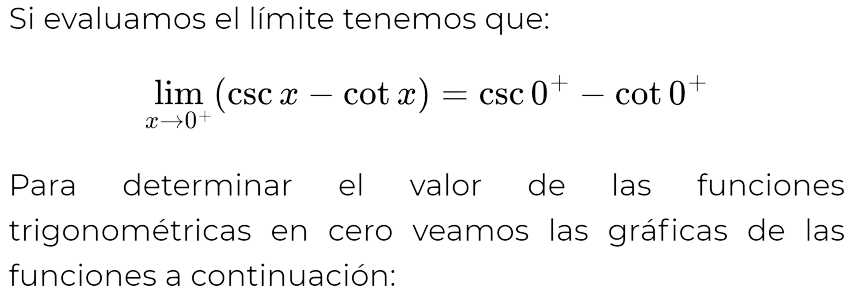 Si evaluamos el límite tenemos que:
lim x→0⁺ (csc x − cot x) = csc 0⁺ − cot 0⁺
Para determinar el valor de las funciones
trigonométricas en cero veamos las gráficas de las
funciones a continuación: